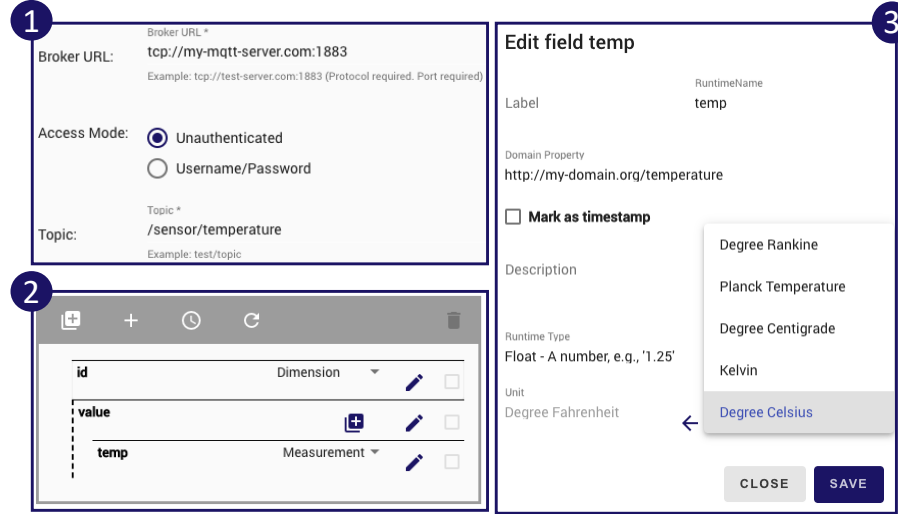 1
Broker URL *
Broker URL:
tcp://my-mqtt-server.com:1883
Example: tcp://test-server.com:1883 (Protocol required. Port required)
Access Mode:
Unauthenticated
Username/Password
Topic *
Topic:
/sensor/temperature
Example: test/topic
2
id Dimension
value
temp Measurement
3
Edit field temp
RuntimeName
Label temp
Domain Property
http://my-domain.org/temperature
Mark as timestamp
Description
Runtime Type
Float - A number, e.g., '1.25'
Unit
Degree Fahrenheit
Degree Rankine
Planck Temperature
Degree Centigrade
Kelvin
Degree Celsius
CLOSE SAVE